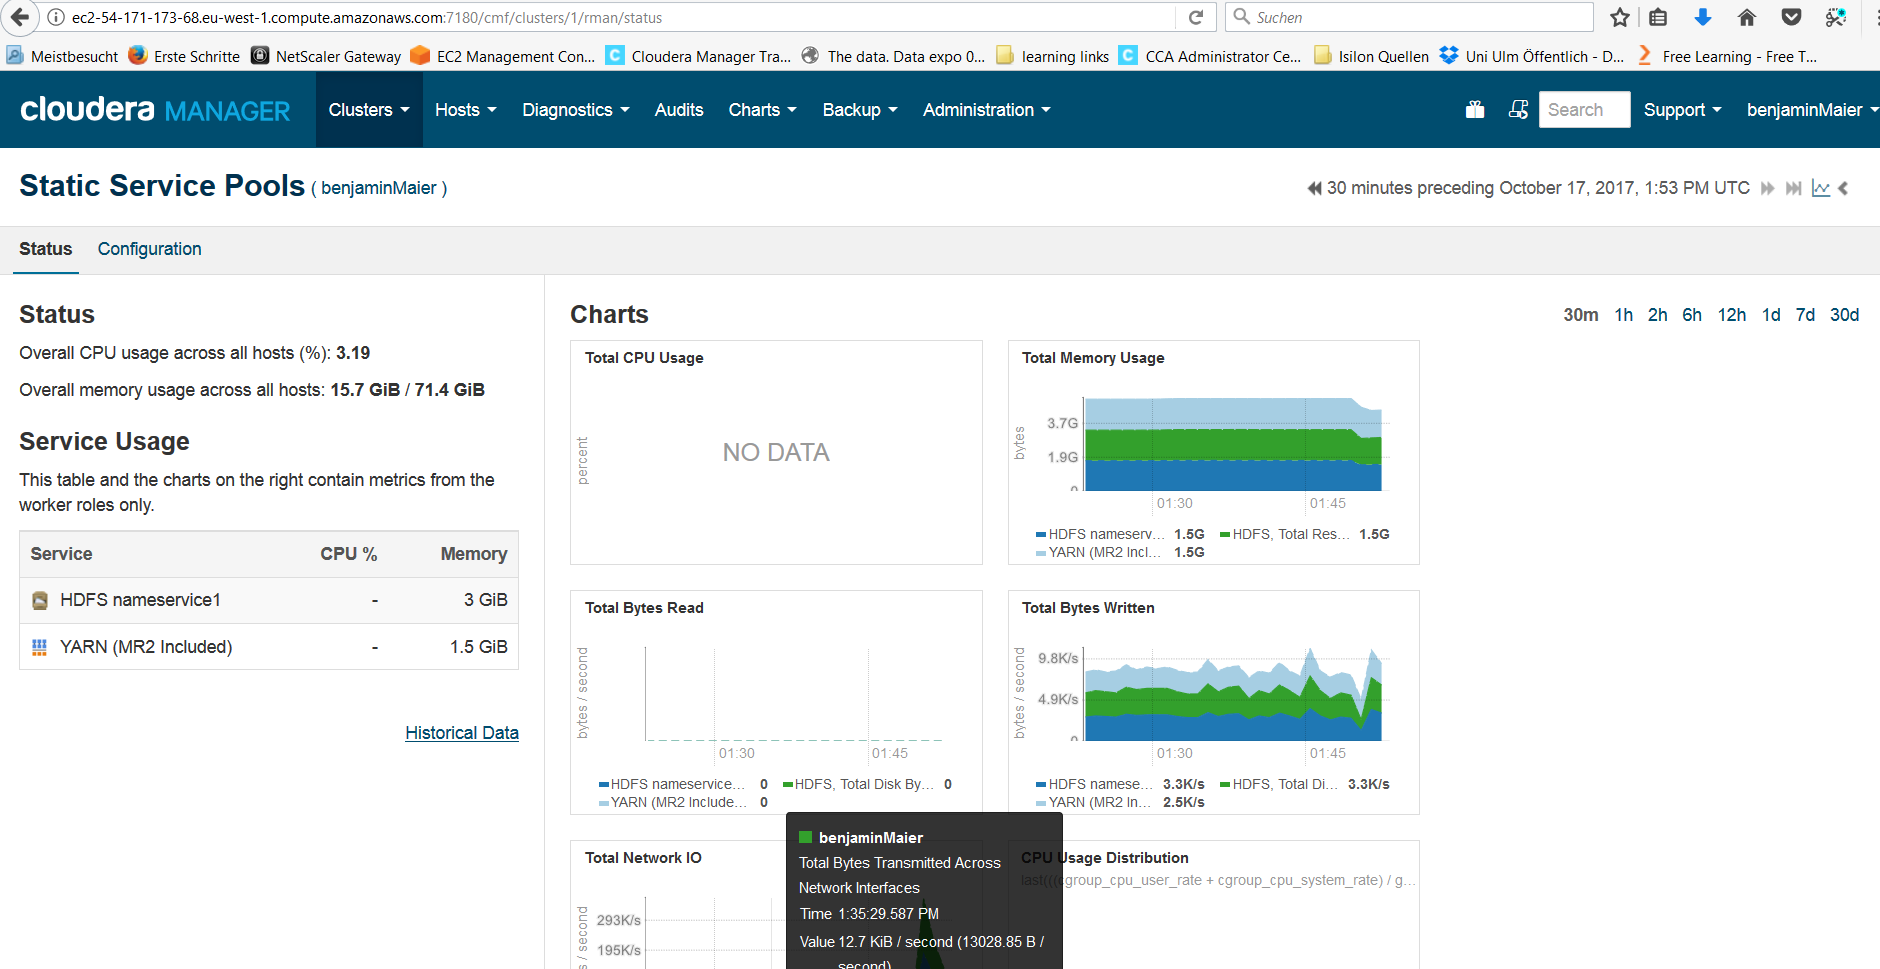 ec2-54-171-173-68.eu-west-1.compute.amazonaws.com:7180/cmf/clusters/1/rman/status
Suchen
Meistbesucht Erste Schritte NetScaler Gateway EC2 Management Con... Cloudera Manager Tra... The data. Data expo 0... learning links CCA Administrator Ce... Isilon Quellen Uni Ulm Öffentlich - D... Free Learning - Free T...
cloudera MANAGER Clusters Hosts Diagnostics Audits Charts Backup Administration Search Support benjaminMaier
Static Service Pools ( benjaminMaier )
30 minutes preceding October 17, 2017, 1:53 PM UTC
Status Configuration
Status
Overall CPU usage across all hosts (%): 3.19
Overall memory usage across all hosts: 15.7 GiB / 71.4 GiB
Service Usage
This table and the charts on the right contain metrics from the
worker roles only.
Service CPU % Memory
HDFS nameservice1 - 3 GiB
YARN (MR2 Included) - 1.5 GiB
Historical Data
Charts
30m 1h 2h 6h 12h 1d 7d 30d
Total CPU Usage
percent
NO DATA
Total Memory Usage
bytes
3.7G
1.9G
0
01:30 01:45
HDFS nameserv... 1.5G HDFS, Total Res... 1.5G
YARN (MR2 Incl... 1.5G
Total Bytes Read
bytes / second
01:30 01:45
HDFS nameservice... 0 HDFS, Total Disk By... 0
YARN (MR2 Include... 0
Total Bytes Written
bytes / second
9.8K/s
4.9K/s
0
01:30 01:45
HDFS namese... 3.3K/s HDFS, Total Di... 3.3K/s
YARN (MR2 In... 2.5K/s
Total Network IO
s / second
293K/s
195K/s
benjaminMaier
Total Bytes Transmitted Across
Network Interfaces
Time 1:35:29.587 PM
Value 12.7 KiB / second (13028.85 B /
second)
CPU Usage Distribution
last(((cgroup_cpu_user_rate + cgroup_cpu_system_rate) / g...